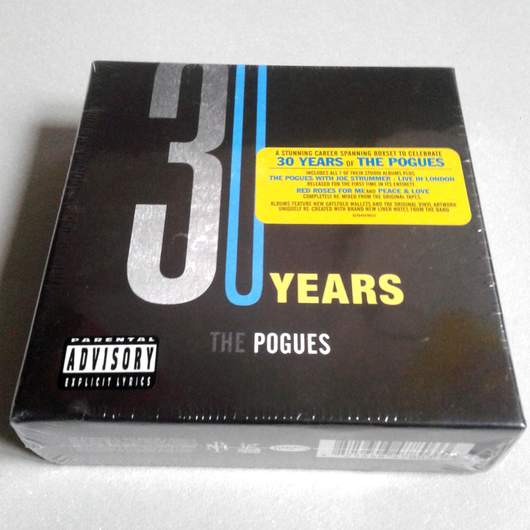 30
A STUNNING CAREER SPANNING BOXSET TO CELEBRATE
30 YEARS OF THE POGUES
INCLUDES ALL 7 OF THEIR STUDIO ALBUMS PLUS
THE POGUES WITH JOE STRUMMER - LIVE IN LONDON
RELEASED FOR THE FIRST TIME IN ITS ENTIRETY
RED ROSES FOR ME AND PEACE & LOVE
COMPLETELY RE-MIXED FROM THE ORIGINAL TAPES.
ALBUMS FEATURE NEW GATEFOLD WALLETS AND THE ORIGINAL VINYL ARTWORK
UNIQUELY RE-CREATED WITH BRAND NEW LINER NOTES FROM THE BAND
YEARS
THE POGUES
PARENTAL
ADVISORY
EXPLICIT LYRICS